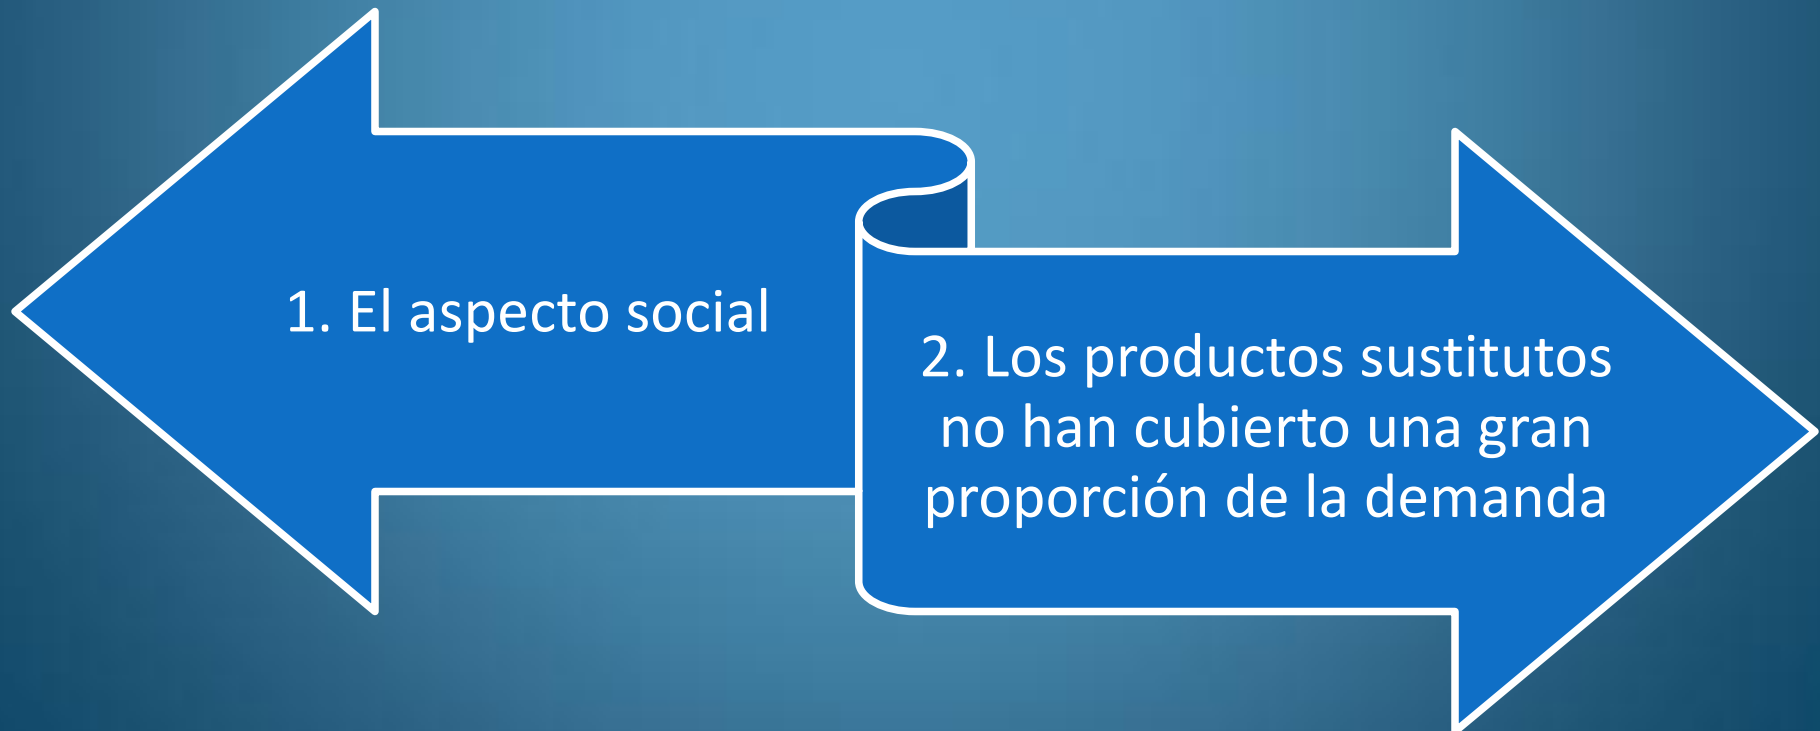 1. El aspecto social
2. Los productos sustitutos
no han cubierto una gran
proporción de la demanda